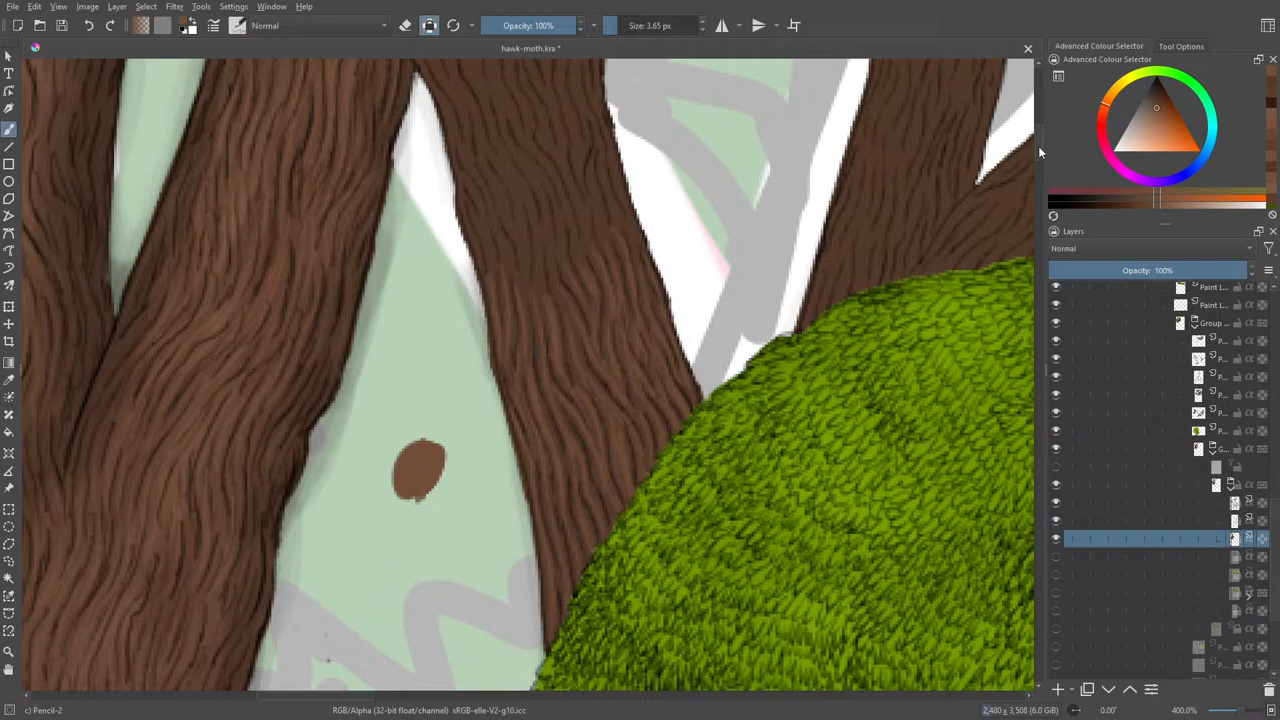 File Edit View Image Layer Select Filter Tools Settings Window Help
Normal Opacity: 100% Size: 3.65 px
hawk-moth.kra *
Advanced Colour Selector Tool Options
Advanced Colour Selector
Layers
Normal
Opacity: 100%
Paint L...
Paint L...
Group ...
P...
P...
P...
P...
P...
P...
G...
c) Pencil-2 RGB/Alpha (32-bit float/channel) sRGB-elle-V2-g10.icc 2,480 x 3,508 (6.0 GiB) 0.00° 400.0%